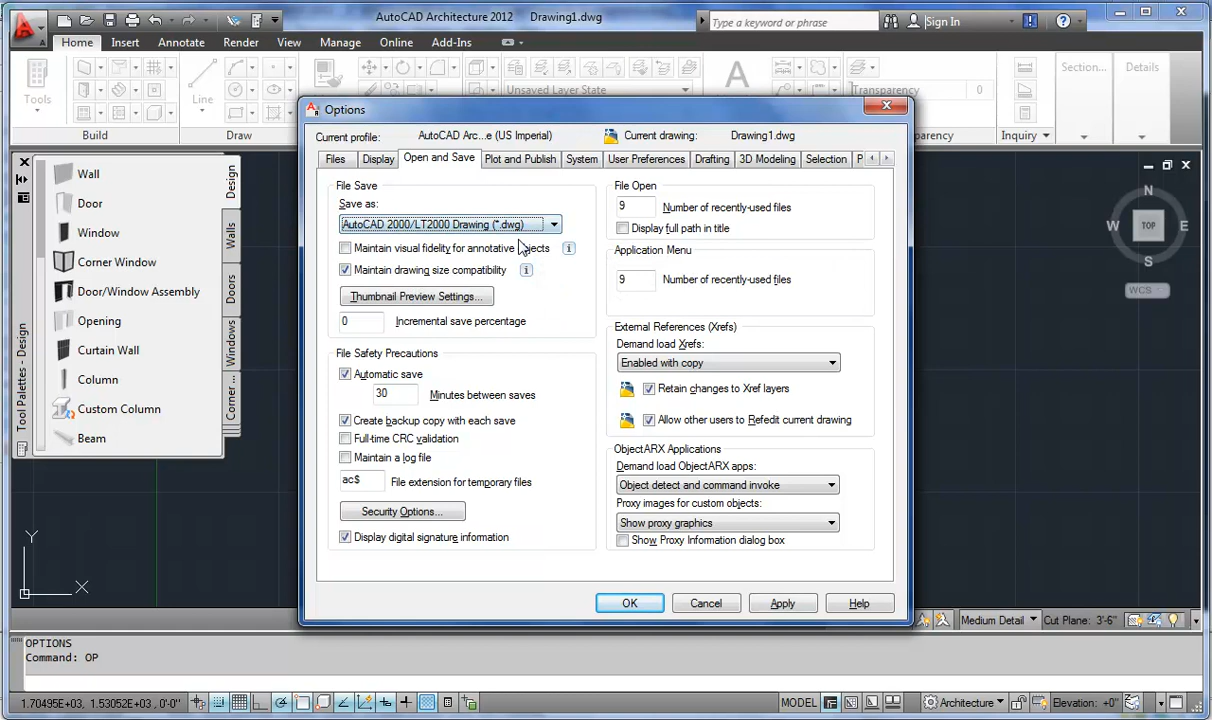 AutoCAD Architecture 2012 Drawing1.dwg
Type a keyword or phrase
Sign In
Home Insert Annotate Render View Manage Online Add-Ins
Tools
Line
Unsaved Layer State
Transparency 0
Section...
Details
Build
Draw
Inquiry
Options
Current profile: AutoCAD Arc...e (US Imperial)
Current drawing: Drawing1.dwg
Files Display Open and Save Plot and Publish System User Preferences Drafting 3D Modeling Selection P
File Save
Save as:
AutoCAD 2000/LT2000 Drawing (*.dwg)
Maintain visual fidelity for annotative objects
Maintain drawing size compatibility
Thumbnail Preview Settings...
0 Incremental save percentage
File Safety Precautions
Automatic save
30 Minutes between saves
Create backup copy with each save
Full-time CRC validation
Maintain a log file
ac$ File extension for temporary files
Security Options...
Display digital signature information
File Open
9 Number of recently-used files
Display full path in title
Application Menu
9 Number of recently-used files
External References (Xrefs)
Demand load Xrefs:
Enabled with copy
Retain changes to Xref layers
Allow other users to Refedit current drawing
ObjectARX Applications
Demand load ObjectARX apps:
Object detect and command invoke
Proxy images for custom objects:
Show proxy graphics
Show Proxy Information dialog box
OK Cancel Apply Help
Wall
Door
Window
Corner Window
Door/Window Assembly
Opening
Curtain Wall
Column
Custom Column
Beam
Design
Walls
Doors
Windows
Corner ...
Tool Palettes - Design
N
W TOP E
S
WCS
Y
X
Medium Detail Cut Plane: 3'-6"
OPTIONS
Command: OP
1.70495E+03, 1.53052E+03, 0'-0"
MODEL
Architecture
Elevation: +0"